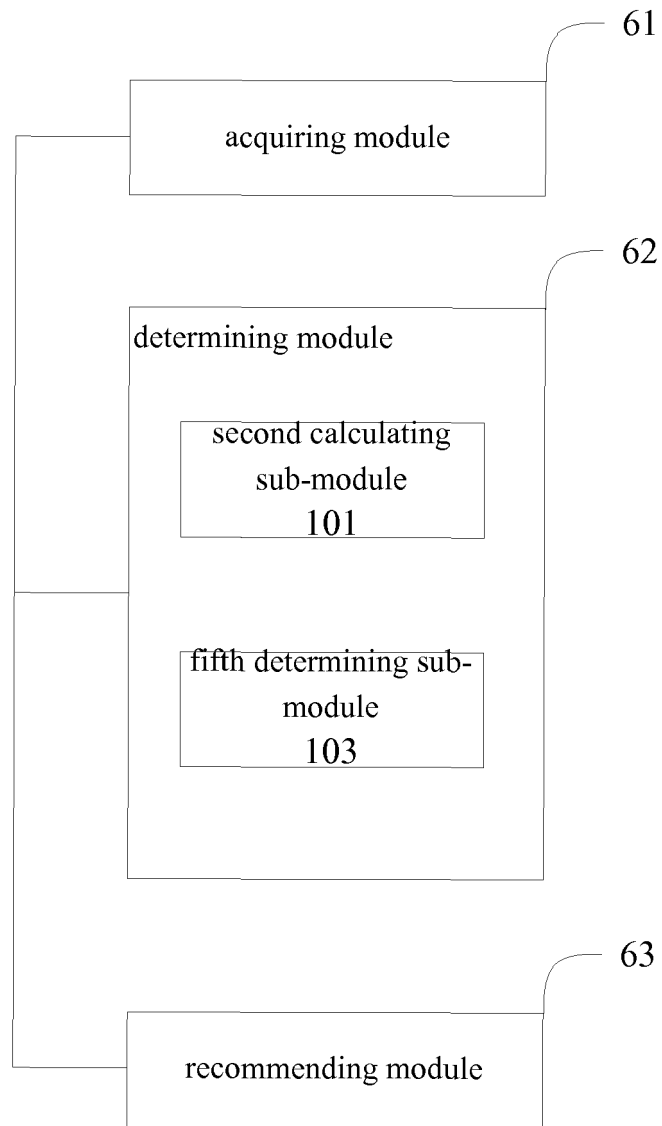 61
acquiring module
62
determining module
second calculating
sub-module
101
fifth determining sub-
module
103
63
recommending module